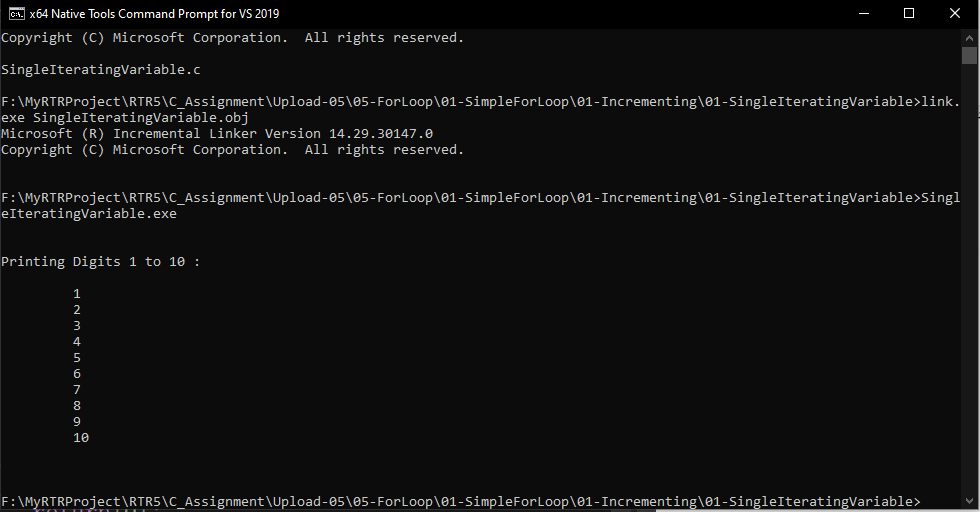 x64 Native Tools Command Prompt for VS 2019
Copyright (C) Microsoft Corporation.  All rights reserved.
SingleIteratingVariable.c
F:\MyRTRProject\RTR5\C_Assignment\Upload-05\05-ForLoop\01-SimpleForLoop\01-Incrementing\01-SingleIteratingVariable>link.
exe SingleIteratingVariable.obj
Microsoft (R) Incremental Linker Version 14.29.30147.0
Copyright (C) Microsoft Corporation.  All rights reserved.
F:\MyRTRProject\RTR5\C_Assignment\Upload-05\05-ForLoop\01-SimpleForLoop\01-Incrementing\01-SingleIteratingVariable>Singl
eIteratingVariable.exe
Printing Digits 1 to 10 :
1
2
3
4
5
6
7
8
9
10
F:\MyRTRProject\RTR5\C_Assignment\Upload-05\05-ForLoop\01-SimpleForLoop\01-Incrementing\01-SingleIteratingVariable>